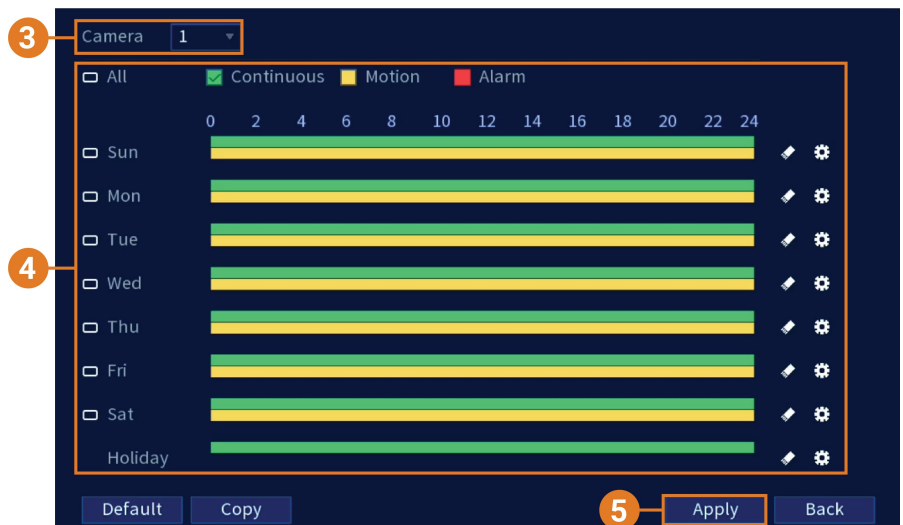 3 Camera 1
All Continuous Motion Alarm
0 2 4 6 8 10 12 14 16 18 20 22 24
Sun
Mon
Tue
4 Wed
Thu
Fri
Sat
Holiday
Default Copy 5 Apply Back